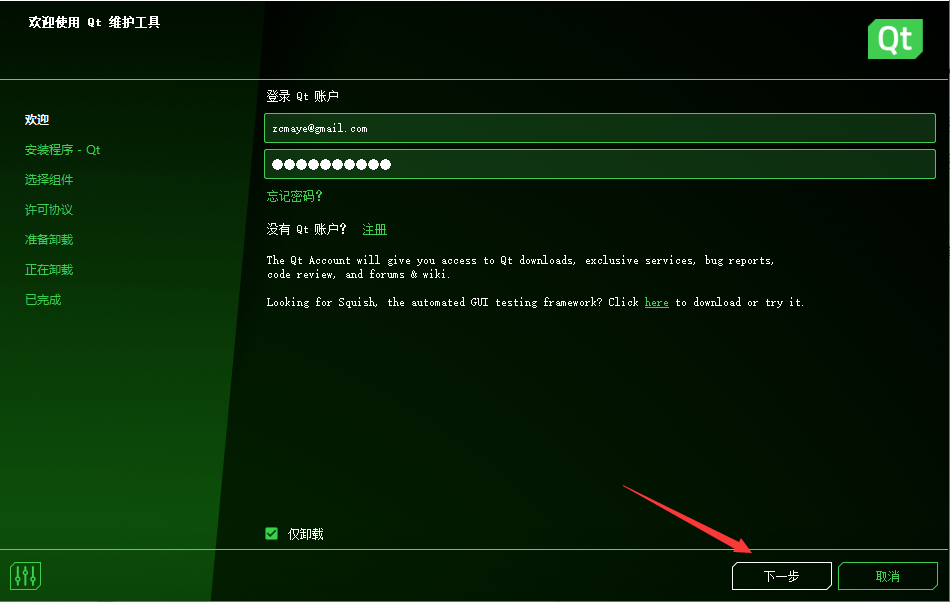 欢迎使用 Qt 维护工具
Qt
欢迎
安装程序 - Qt
选择组件
许可协议
准备卸载
正在卸载
已完成
登录 Qt 账户
zcmaye@gmail.com
忘记密码?
没有 Qt 账户? 注册
The Qt Account will give you access to Qt downloads, exclusive services, bug reports,
code review, and forums & wiki.
Looking for Squish, the automated GUI testing framework? Click here to download or try it.
仅卸载
下一步
取消